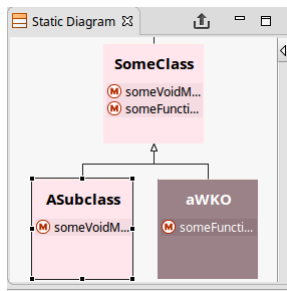 Static Diagram
SomeClass
M someVoidM...
M someFuncti...
ASubclass
M someVoidM...
aWKO
M someFuncti...